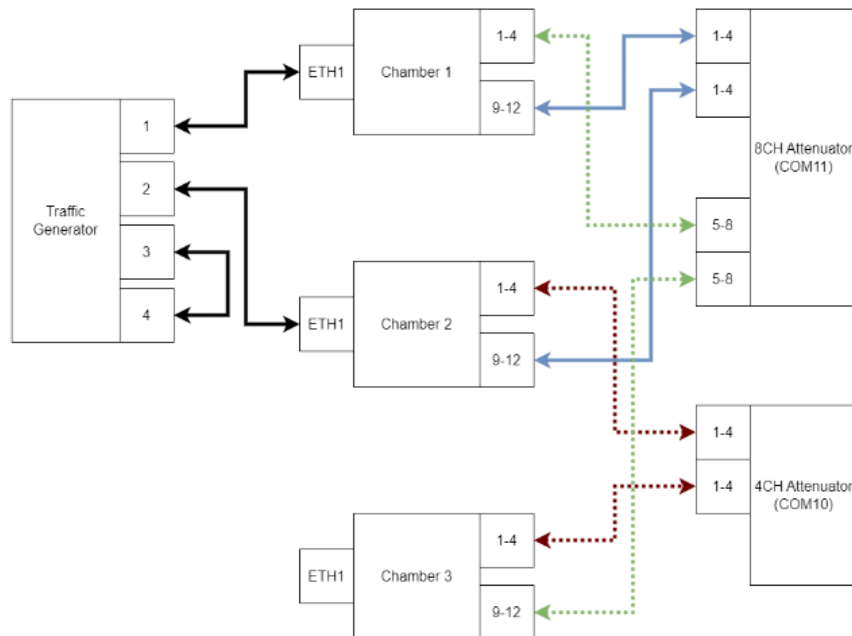 Traffic
Generator
1
2
3
4
ETH1
Chamber 1
1-4
9-12
ETH1
Chamber 2
1-4
9-12
ETH1
Chamber 3
1-4
9-12
1-4
1-4
5-8
5-8
8CH Attenuator
(COM11)
1-4
1-4
4CH Attenuator
(COM10)